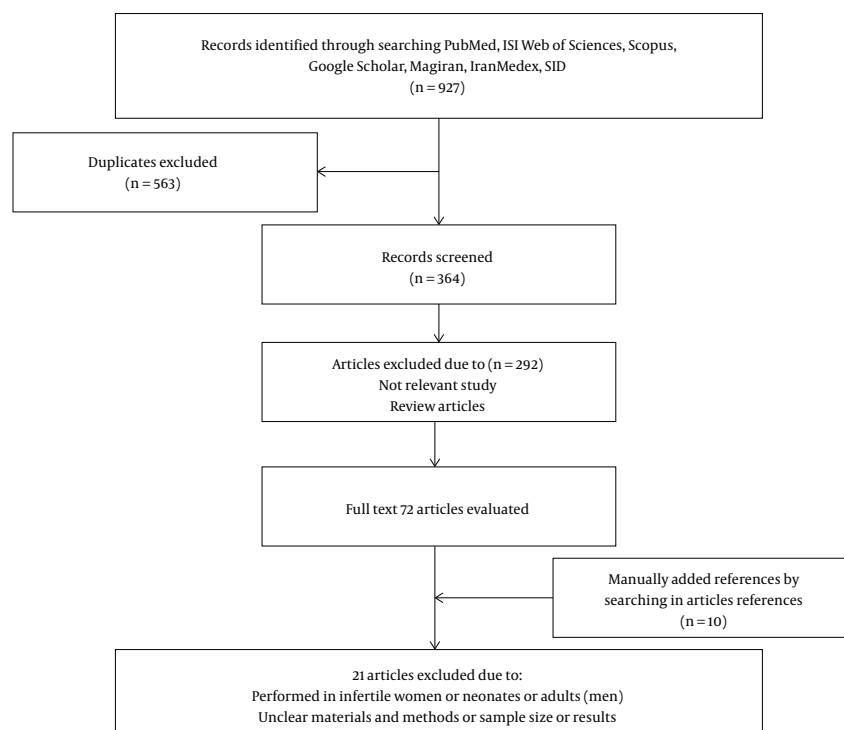 Records identified through searching PubMed, ISI Web of Sciences, Scopus,
Google Scholar, Magiran, IranMedex, SID
(n = 927)
Duplicates excluded
(n = 563)
Records screened
(n = 364)
Articles excluded due to (n = 292)
Not relevant study
Review articles
Full text 72 articles evaluated
Manually added references by
searching in articles references
(n = 10)
21 articles excluded due to:
Performed in infertile women or neonates or adults (men)
Unclear materials and methods or sample size or results